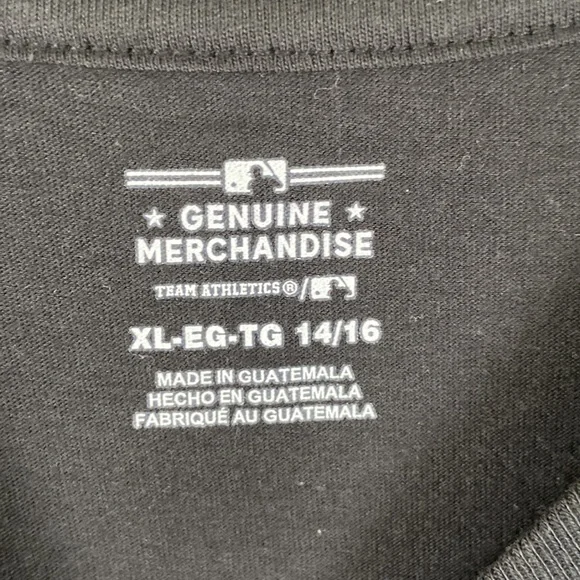 ★ GENUINE ★
MERCHANDISE
TEAM ATHLETICS®/
XL-EG-TG 14/16
MADE IN GUATEMALA
HECHO EN GUATEMALA
FABRIQUÉ AU GUATEMALA